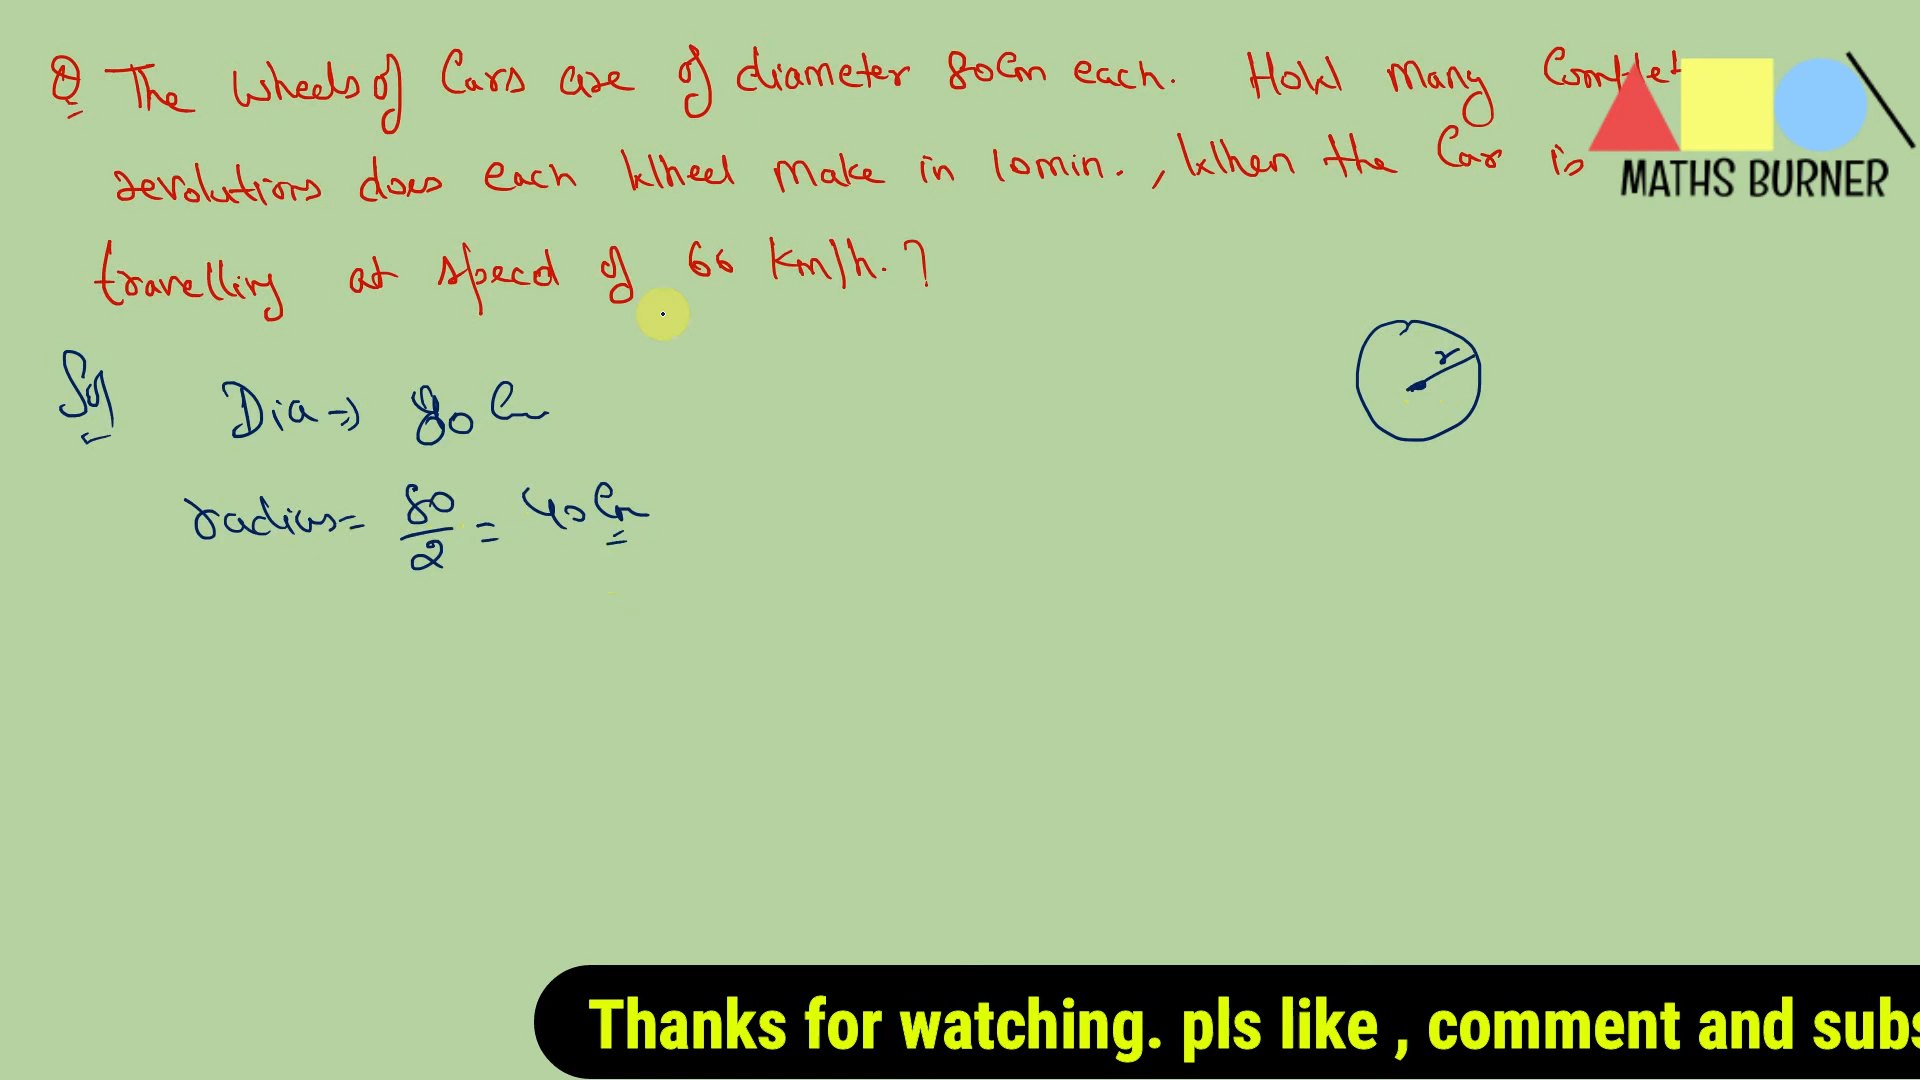 Q The wheels of Cars are of diameter 80cm each. How many Complet
revolutions does each wheel make in 10min., when the Car is
travelling at speed of 66 km/h.?
MATHS BURNER
Sol Dia ⇒ 80 Cm
r
radius = 80/2 = 40 Cm
Thanks for watching. pls like , comment and subs